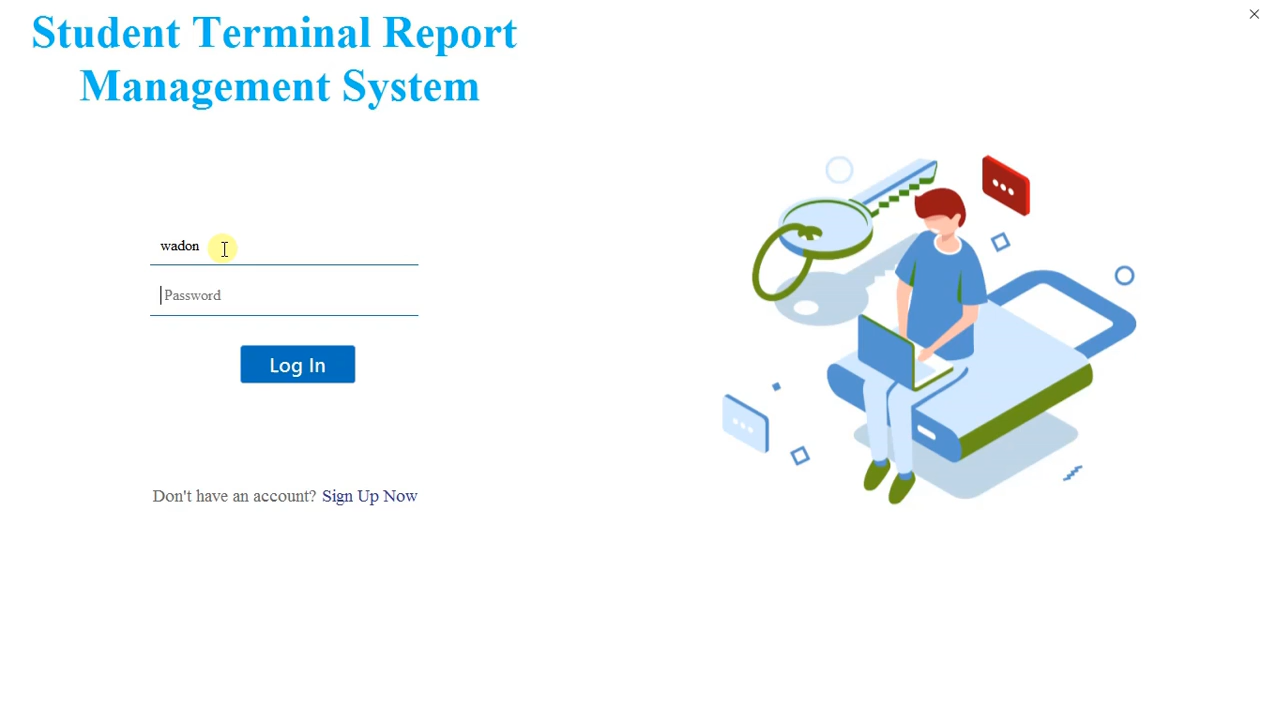 Student Terminal Report
Management System
wadon
Password
Log In
Don't have an account? Sign Up Now